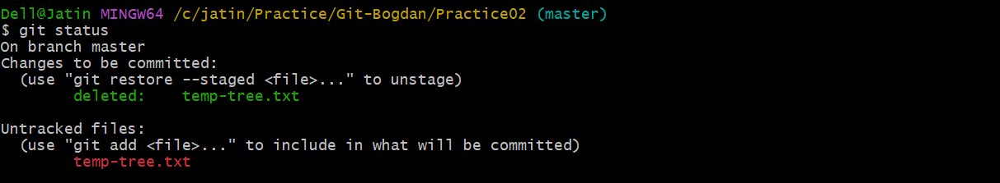 Dell@Jatin MINGW64 /c/jatin/Practice/Git-Bogdan/Practice02 (master)
$ git status
On branch master
Changes to be committed:
  (use "git restore --staged <file>..." to unstage)
        deleted:    temp-tree.txt

Untracked files:
  (use "git add <file>..." to include in what will be committed)
        temp-tree.txt